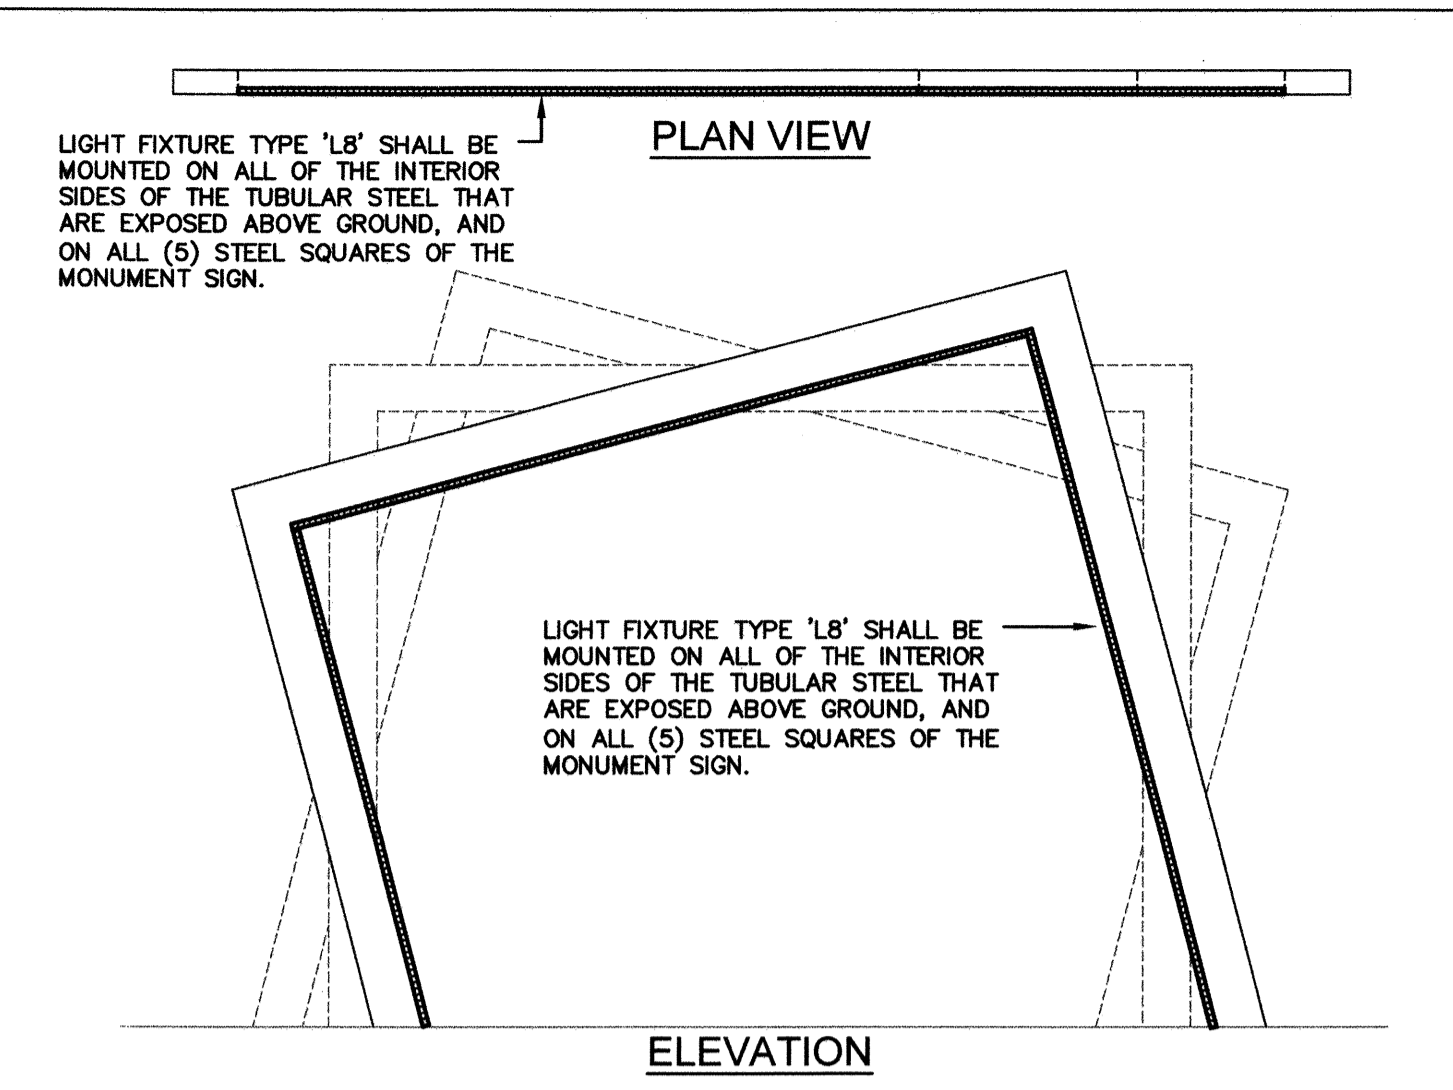 PLAN VIEW
LIGHT FIXTURE TYPE 'L8' SHALL BE
MOUNTED ON ALL OF THE INTERIOR
SIDES OF THE TUBULAR STEEL THAT
ARE EXPOSED ABOVE GROUND, AND
ON ALL (5) STEEL SQUARES OF THE
MONUMENT SIGN.
LIGHT FIXTURE TYPE 'L8' SHALL BE
MOUNTED ON ALL OF THE INTERIOR
SIDES OF THE TUBULAR STEEL THAT
ARE EXPOSED ABOVE GROUND, AND
ON ALL (5) STEEL SQUARES OF THE
MONUMENT SIGN.
ELEVATION